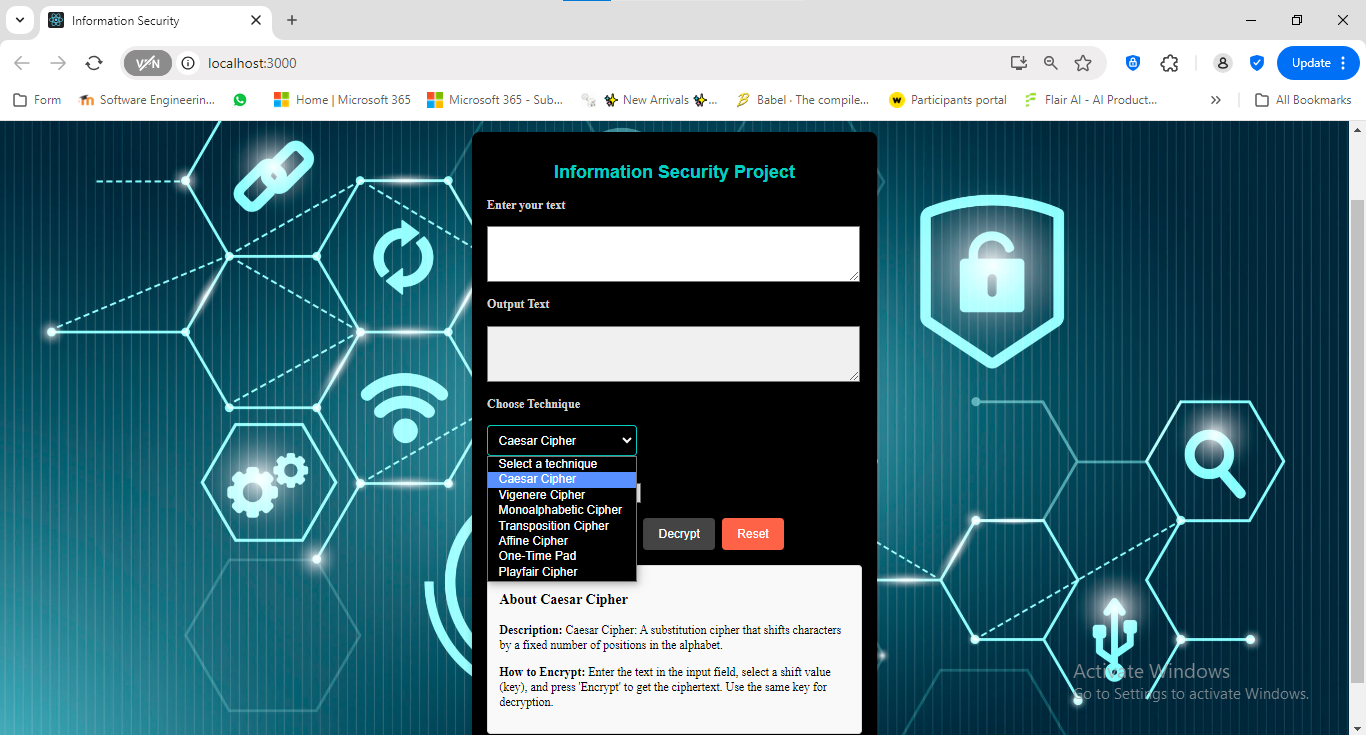 Information Security
VPN
localhost:3000
Update
Form
Software Engineerin...
Home | Microsoft 365
Microsoft 365 - Sub...
New Arrivals
...
Babel · The compile...
Participants portal
Flair AI - AI Product...
All Bookmarks
Information Security Project
Enter your text
Output Text
Choose Technique
Caesar Cipher
Select a technique
Caesar Cipher
Vigenere Cipher
Monoalphabetic Cipher
Transposition Cipher
Affine Cipher
One-Time Pad
Playfair Cipher
Decrypt
Reset
About Caesar Cipher
Description: Caesar Cipher: A substitution cipher that shifts characters
by a fixed number of positions in the alphabet.
How to Encrypt: Enter the text in the input field, select a shift value
(key), and press 'Encrypt' to get the ciphertext. Use the same key for
decryption.
Activate Windows
Go to Settings to activate Windows.